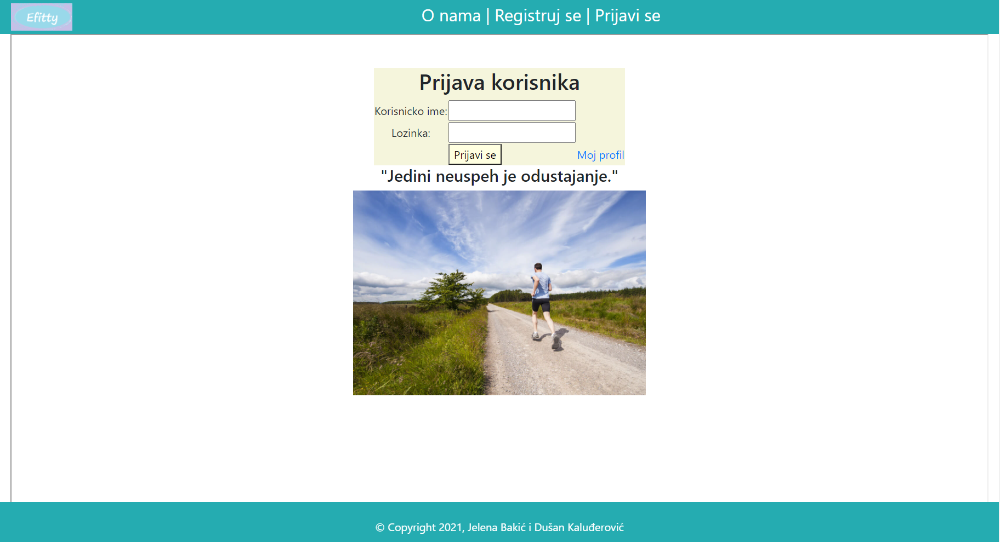 Efitty
O nama | Registruj se | Prijavi se
Prijava korisnika
Korisnicko ime:
Lozinka:
Prijavi se Moj profil
"Jedini neuspeh je odustajanje."
© Copyright 2021, Jelena Bakić i Dušan Kaluđerović